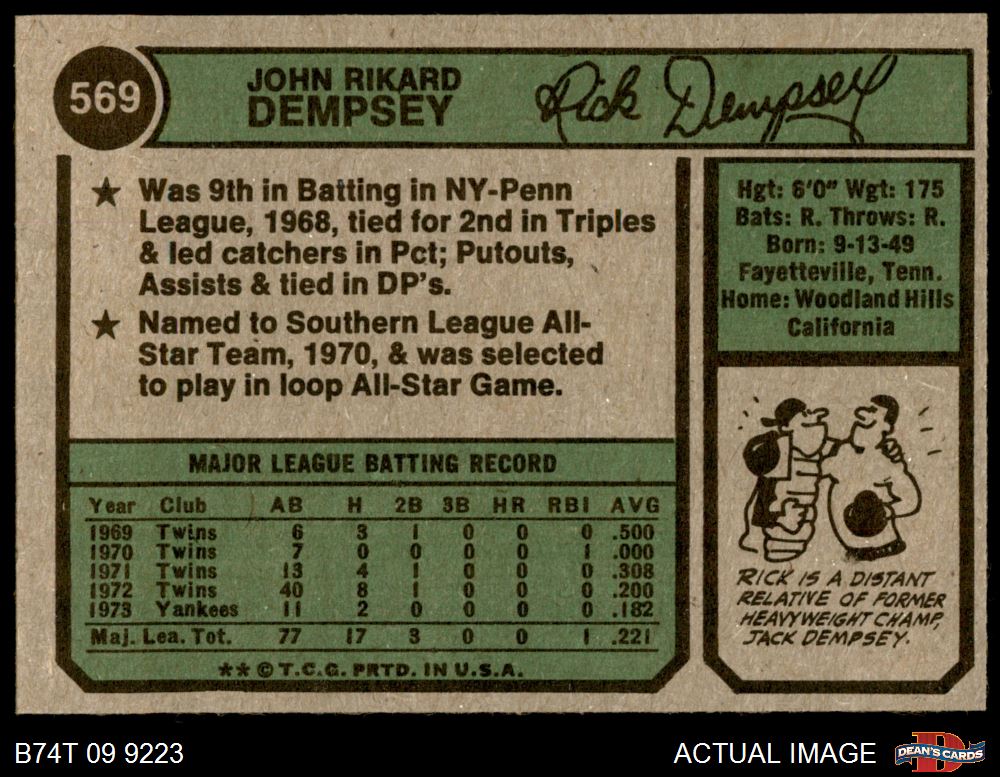 569
JOHN RIKARD
DEMPSEY
Rick Dempsey
★ Was 9th in Batting in NY-Penn
League, 1968, tied for 2nd in Triples
& led catchers in Pct; Putouts,
Assists & tied in DP's.
★ Named to Southern League All-
Star Team, 1970, & was selected
to play in loop All-Star Game.
Hgt: 6'0" Wgt: 175
Bats: R. Throws: R.
Born: 9-13-49
Fayetteville, Tenn.
Home: Woodland Hills
California
MAJOR LEAGUE BATTING RECORD
Year Club AB H 2B 3B HR RBI AVG
1969 Twins 6 3 1 0 0 0 .500
1970 Twins 7 0 0 0 0 1 .000
1971 Twins 13 4 1 0 0 0 .308
1972 Twins 40 8 1 0 0 0 .200
1973 Yankees 11 2 0 0 0 0 .182
Maj. Lea. Tot. 77 17 3 0 0 1 .221
** © T.C.G. PRTD. IN U.S.A.
RICK IS A DISTANT
RELATIVE OF FORMER
HEAVYWEIGHT CHAMP,
JACK DEMPSEY.
B74T 09 9223
ACTUAL IMAGE
D
DEAN'S CARDS